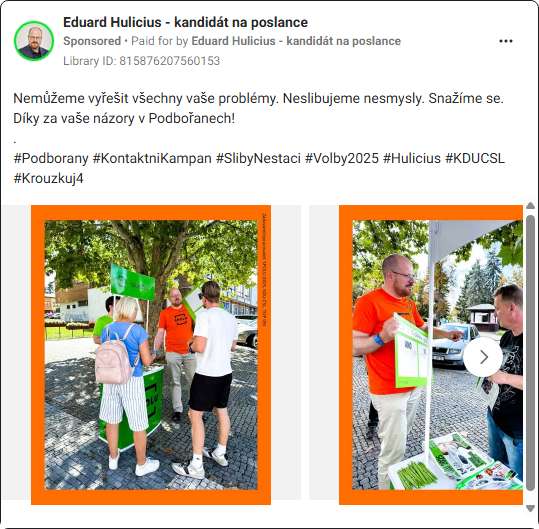 Eduard Hulicius - kandidát na poslance
Sponsored • Paid for by Eduard Hulicius - kandidát na poslance
Library ID: 815876207560153
Nemůžeme vyřešit všechny vaše problémy. Neslibujeme nesmysly. Snažíme se.
Díky za vaše názory v Podbořanech!
.
#Podborany #KontaktniKampan #SlibyNestaci #Volby2025 #Hulicius #KDUCSL
#Krouzkuj4